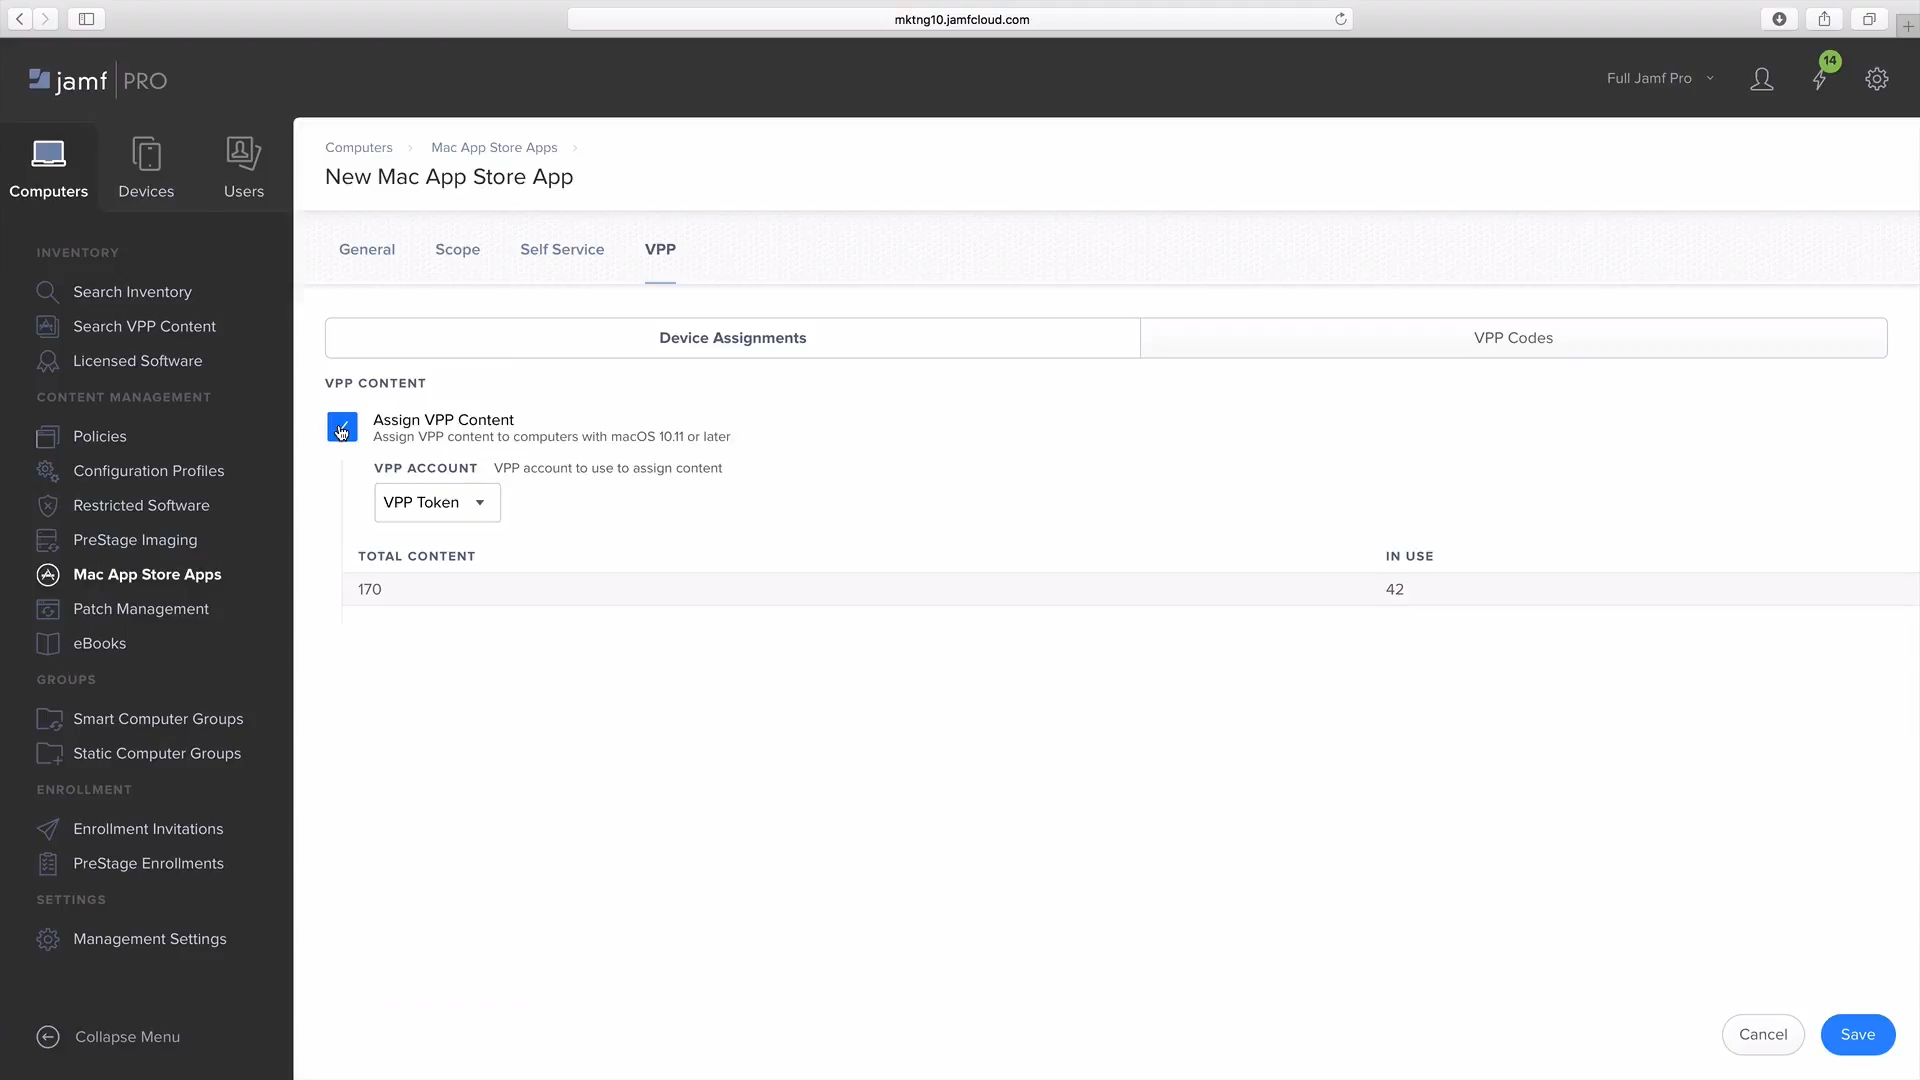 mktng10.jamfcloud.com
jamf PRO
Full Jamf Pro
14
Computers
Devices
Users
INVENTORY
Search Inventory
Search VPP Content
Licensed Software
CONTENT MANAGEMENT
Policies
Configuration Profiles
Restricted Software
PreStage Imaging
Mac App Store Apps
Patch Management
eBooks
GROUPS
Smart Computer Groups
Static Computer Groups
ENROLLMENT
Enrollment Invitations
PreStage Enrollments
SETTINGS
Management Settings
Collapse Menu
Computers Mac App Store Apps
New Mac App Store App
General Scope Self Service VPP
Device Assignments VPP Codes
VPP CONTENT
Assign VPP Content
Assign VPP content to computers with macOS 10.11 or later
VPP ACCOUNT VPP account to use to assign content
VPP Token
TOTAL CONTENT IN USE
170 42
Cancel Save